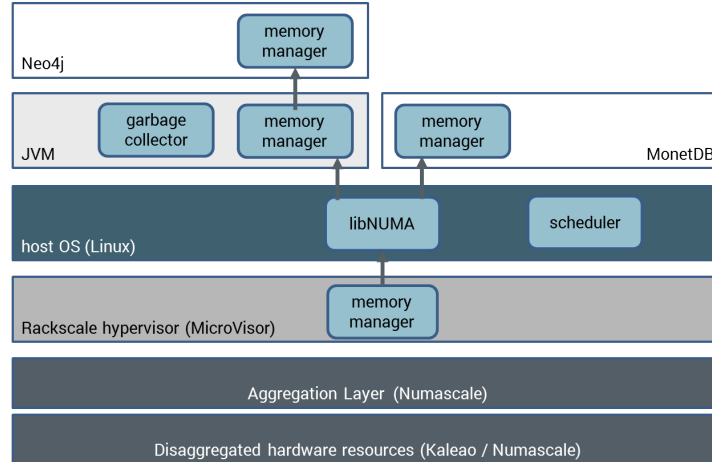 memory
manager
Neo4j
garbage
collector
memory
manager
JVM
memory
manager
MonetDB
libNUMA
scheduler
host OS (Linux)
memory
manager
Rackscale hypervisor (MicroVisor)
Aggregation Layer (Numascale)
Disaggregated hardware resources (Kaleao / Numascale)